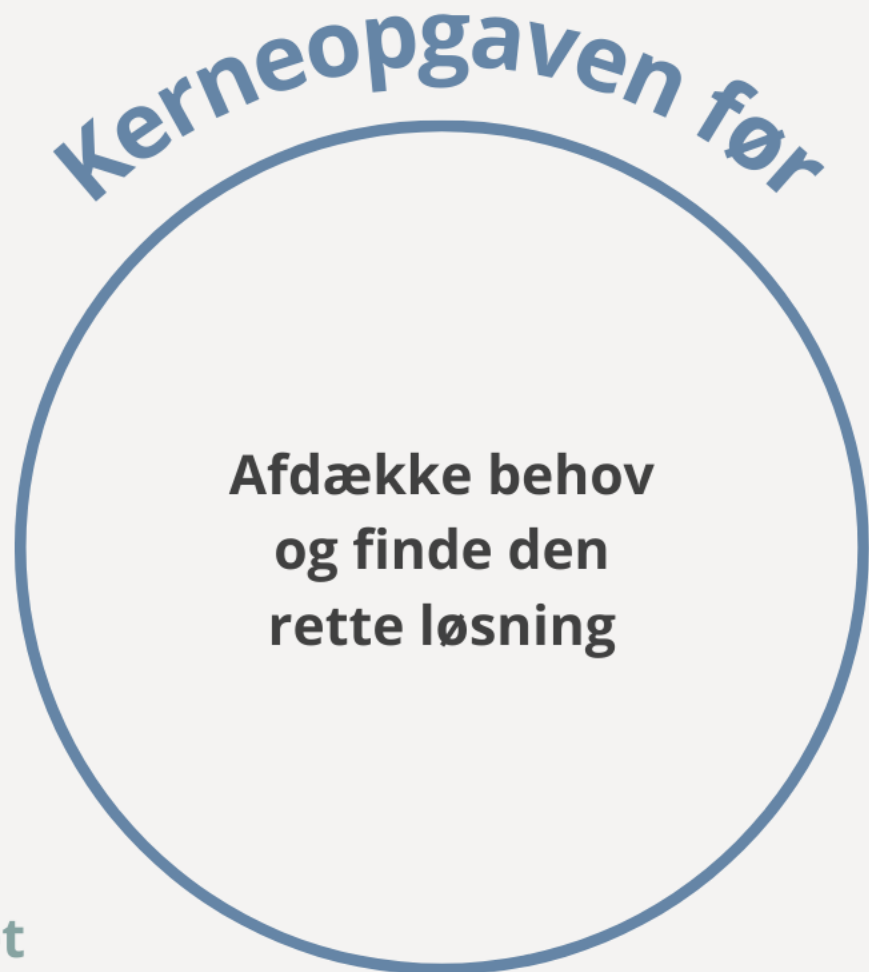 Kerneopgaven før
Afdække behov
og finde den
rette løsning
t